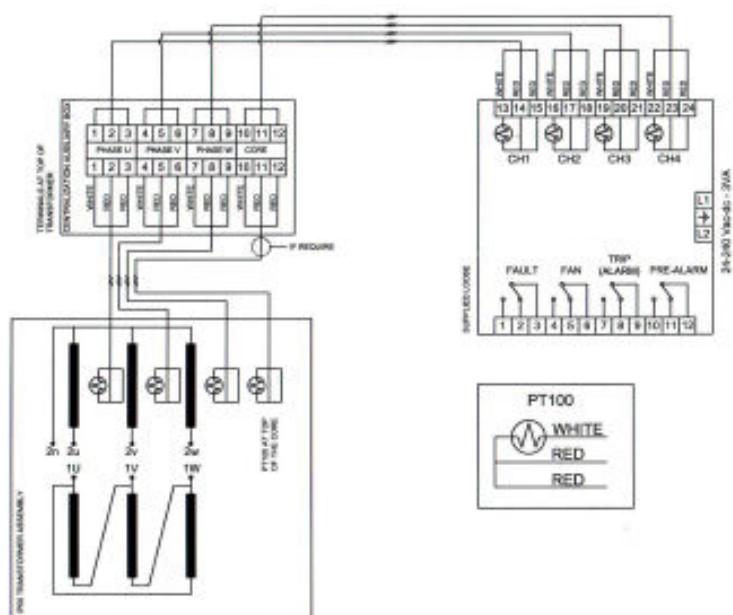 WHITE RED RED WHITE RED RED WHITE RED RED WHITE RED RED
13 14 15 16 17 18 19 20 21 22 23 24
CH1 CH2 CH3 CH4
L1
L2
24-240 Vac-dc - 3VA
FAULT FAN TRIP (ALARM) PRE-ALARM
1 2 3 4 5 6 7 8 9 10 11 12
SUPPLIED LOOSE
TERMINALS AT TOP OF
TRANSFORMER
CENTRALIZATION AUXILIARY BOX
1 2 3 4 5 6 7 8 9 10 11 12
PHASE U PHASE V PHASE W CORE
1 2 3 4 5 6 7 8 9 10 11 12
WHITE RED RED WHITE RED RED WHITE RED RED WHITE RED RED
IF REQUIRE
PT100 AT TOP
OF THE CORE
2n 2v 2w
1U 1V 1W
TRANSFORMER ASSEMBLY
PT100
WHITE
RED
RED